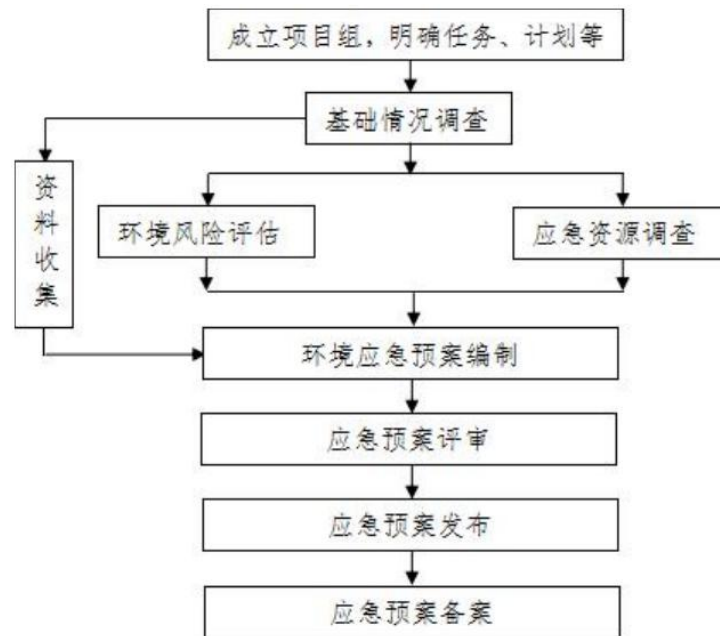 成立项目组，明确任务、计划等
基础情况调查
资料收集
环境风险评估
应急资源调查
环境应急预案编制
应急预案评审
应急预案发布
应急预案备案